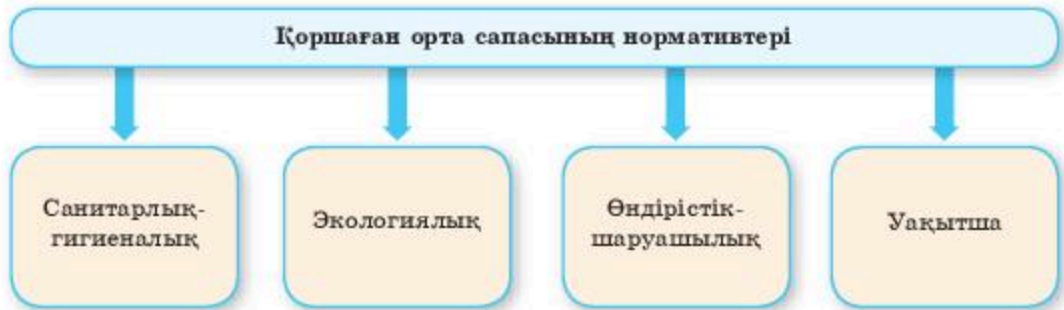 Қоршаған орта сапасының нормативтері
Санитарлық-
гигиеналық
Экологиялық
Өндірістік-
шаруашылық
Уақытша